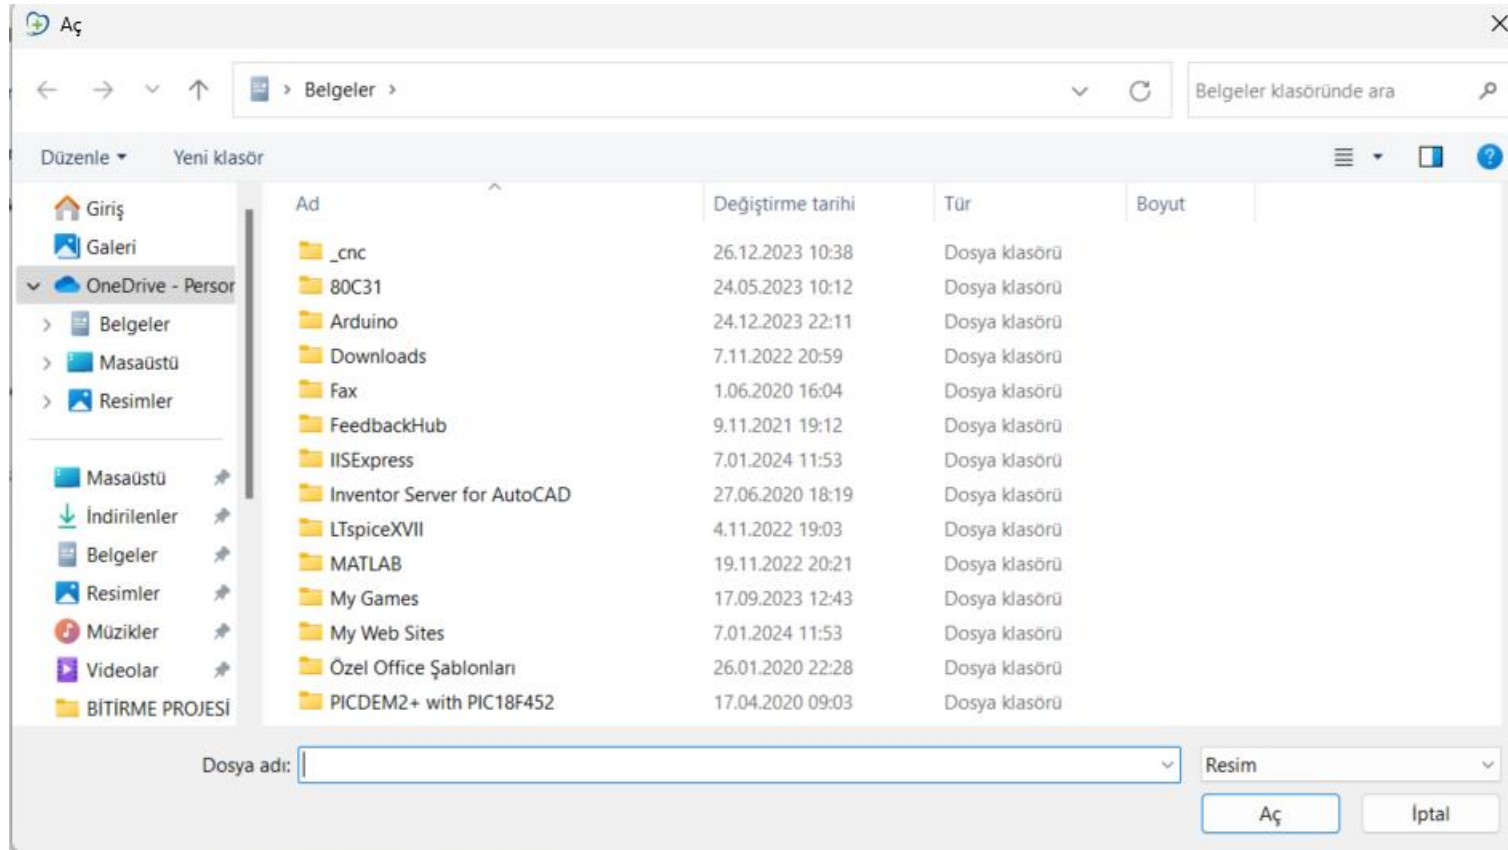 Aç
Belgeler
Belgeler klasöründe ara
Düzenle
Yeni klasör
Giriş
Galeri
OneDrive - Person
Belgeler
Masaüstü
Resimler
Masaüstü
İndirilenler
Belgeler
Resimler
Müzikler
Videolar
BİTİRME PROJESİ
Ad Değiştirme tarihi Tür Boyut
_cnc 26.12.2023 10:38 Dosya klasörü
80C31 24.05.2023 10:12 Dosya klasörü
Arduino 24.12.2023 22:11 Dosya klasörü
Downloads 7.11.2022 20:59 Dosya klasörü
Fax 1.06.2020 16:04 Dosya klasörü
FeedbackHub 9.11.2021 19:12 Dosya klasörü
IISExpress 7.01.2024 11:53 Dosya klasörü
Inventor Server for AutoCAD 27.06.2020 18:19 Dosya klasörü
LTspiceXVII 4.11.2022 19:03 Dosya klasörü
MATLAB 19.11.2022 20:21 Dosya klasörü
My Games 17.09.2023 12:43 Dosya klasörü
My Web Sites 7.01.2024 11:53 Dosya klasörü
Özel Office Şablonları 26.01.2020 22:28 Dosya klasörü
PICDEM2+ with PIC18F452 17.04.2020 09:03 Dosya klasörü
Dosya adı:
Resim
Aç
İptal